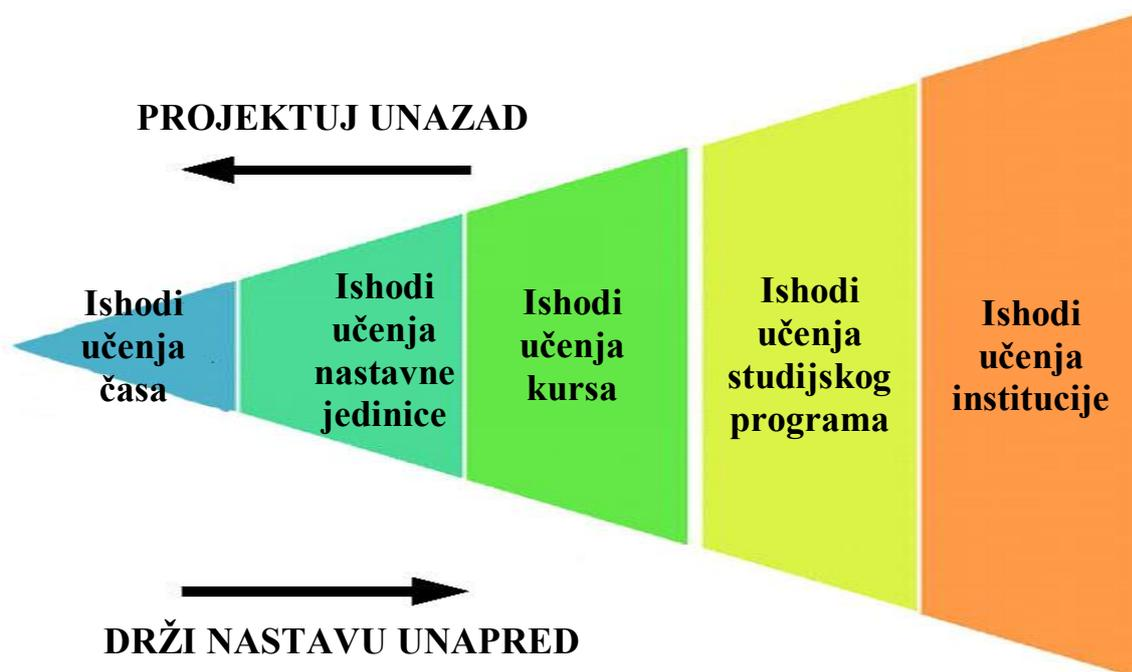 PROJEKTUJ UNAZAD
Ishodi
učenja
časa
Ishodi
učenja
nastavne
jedinice
Ishodi
učenja
kursa
Ishodi
učenja
studijskog
programa
Ishodi
učenja
institucije
DRŽI NASTAVU UNAPRED